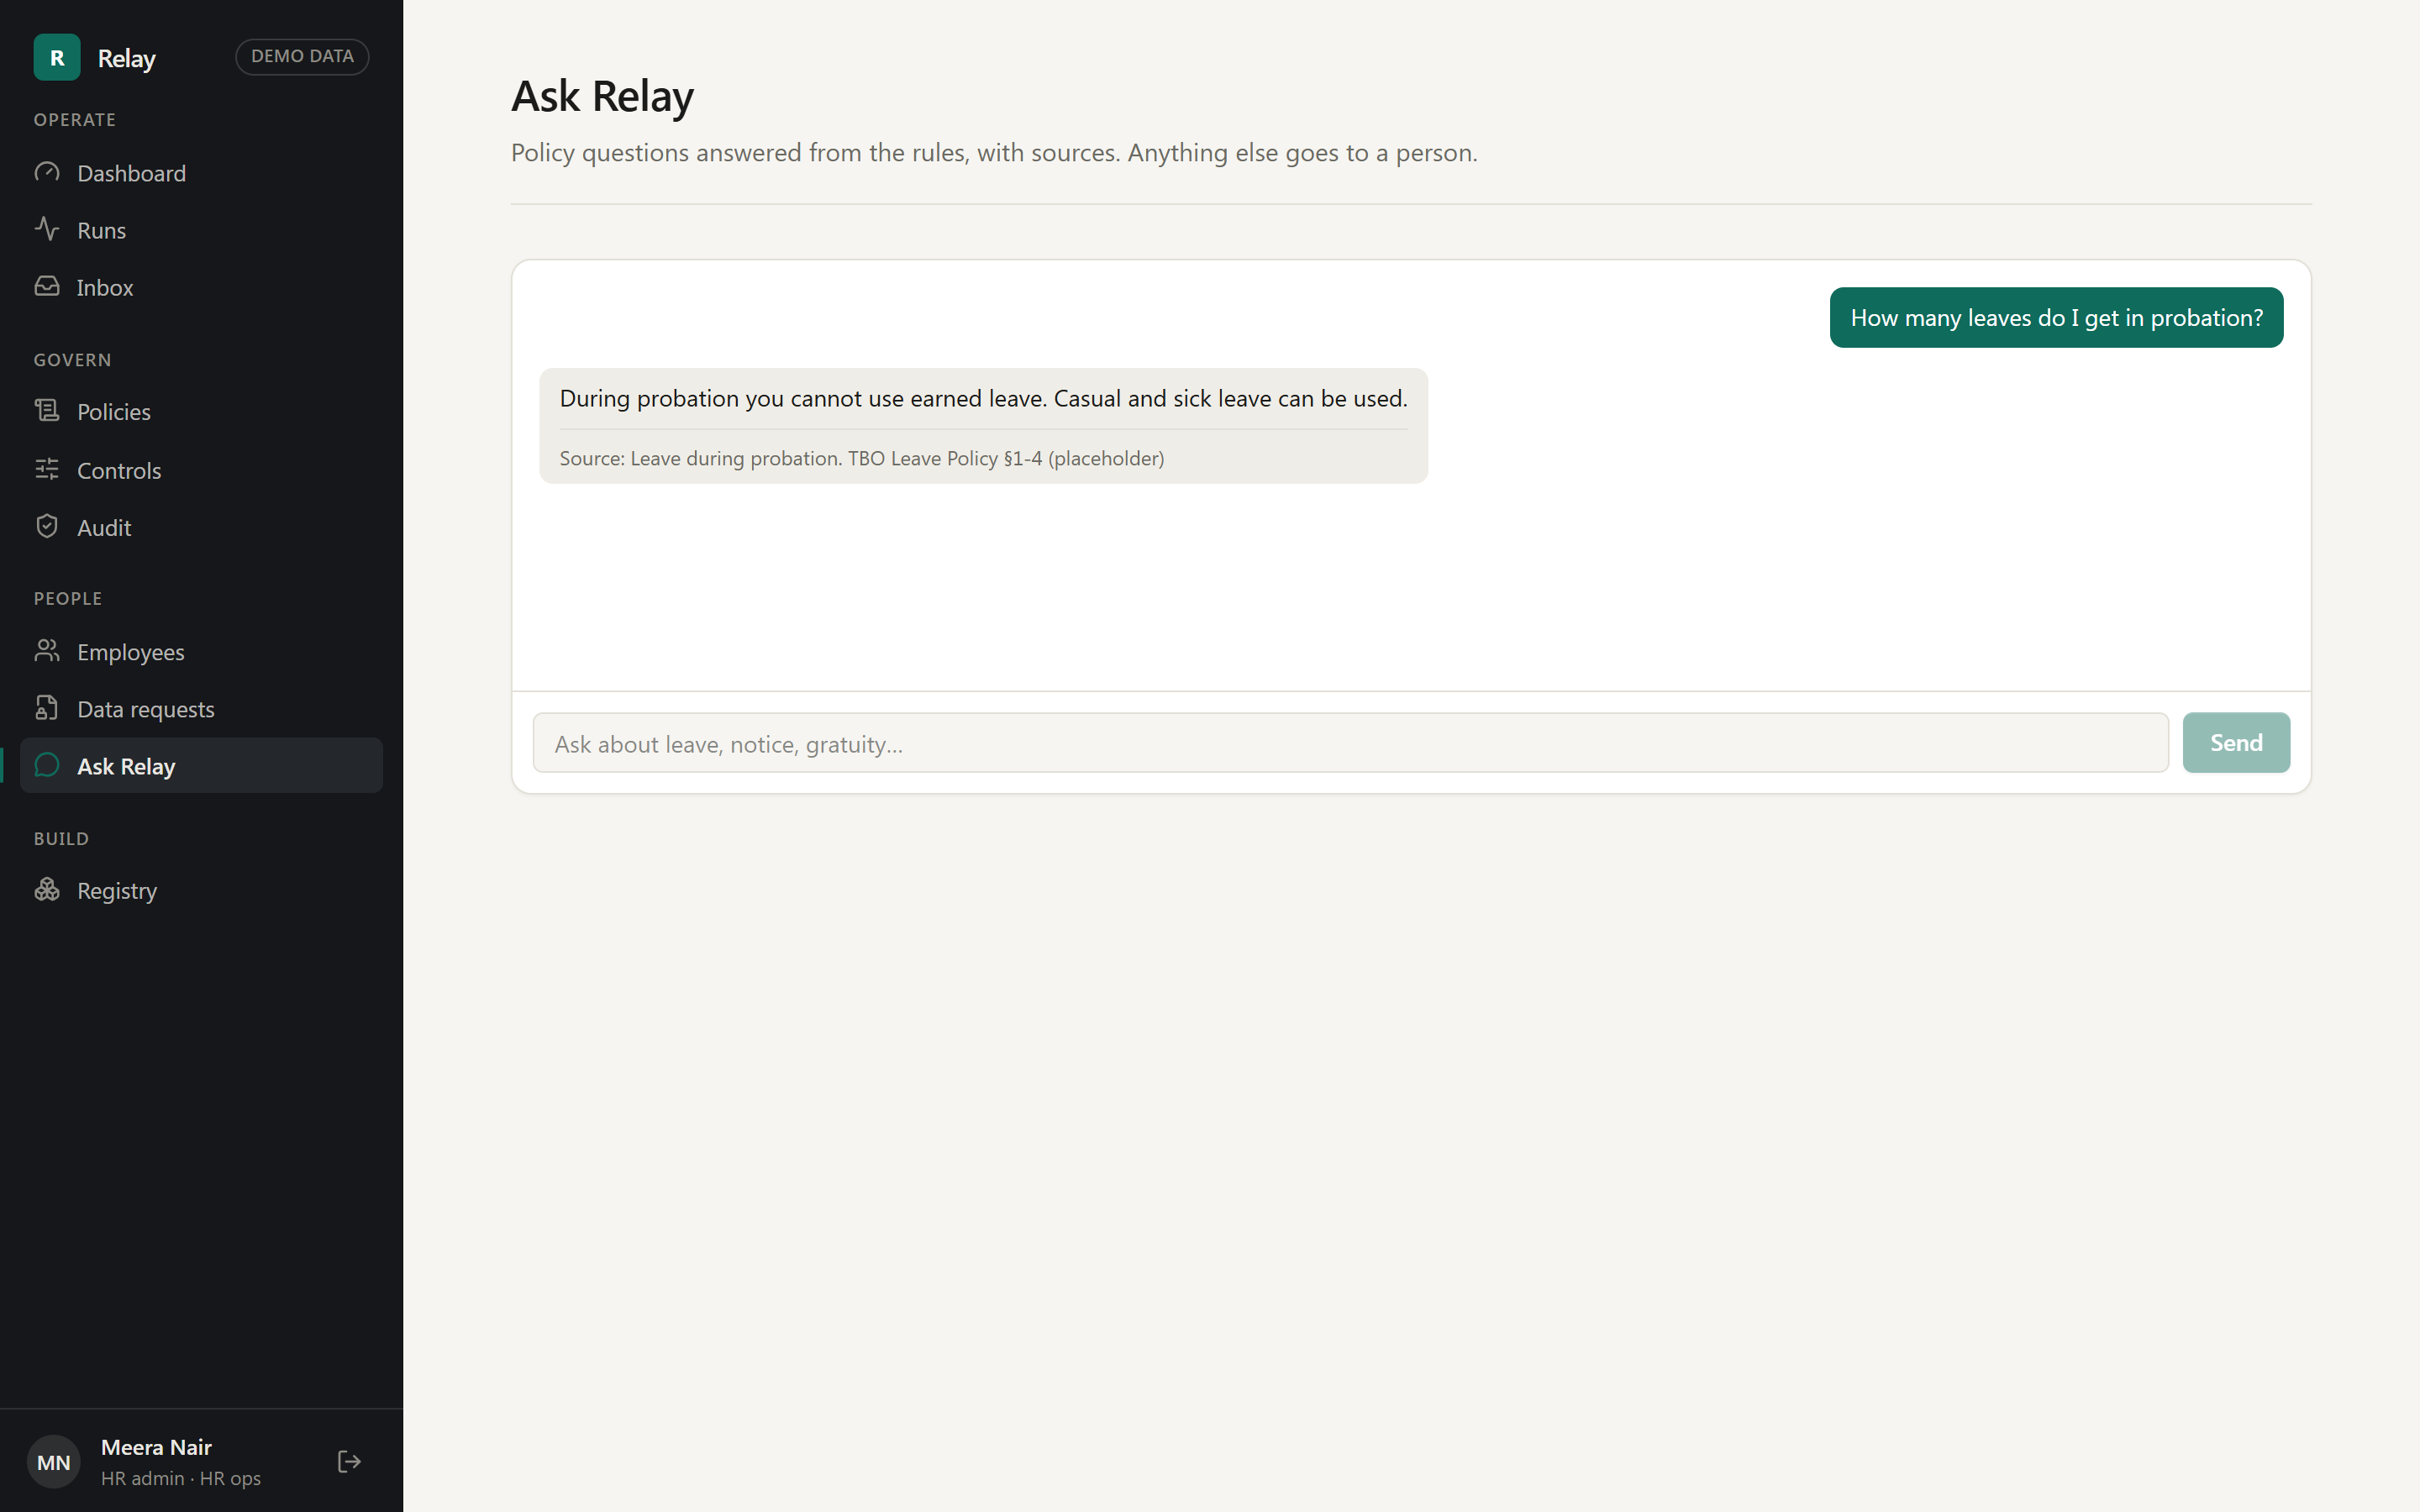 R
Relay
DEMO DATA
OPERATE
Dashboard
Runs
Inbox
GOVERN
Policies
Controls
Audit
PEOPLE
Employees
Data requests
Ask Relay
BUILD
Registry
MN
Meera Nair
HR admin · HR ops
Ask Relay
Policy questions answered from the rules, with sources. Anything else goes to a person.
How many leaves do I get in probation?
During probation you cannot use earned leave. Casual and sick leave can be used.
Source: Leave during probation. TBO Leave Policy §1-4 (placeholder)
Ask about leave, notice, gratuity...
Send